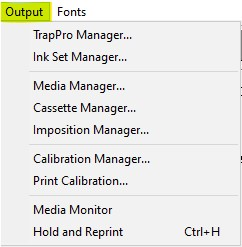 Output Fonts
TrapPro Manager...
Ink Set Manager...
Media Manager...
Cassette Manager...
Imposition Manager...
Calibration Manager...
Print Calibration...
Media Monitor
Hold and Reprint Ctrl+H